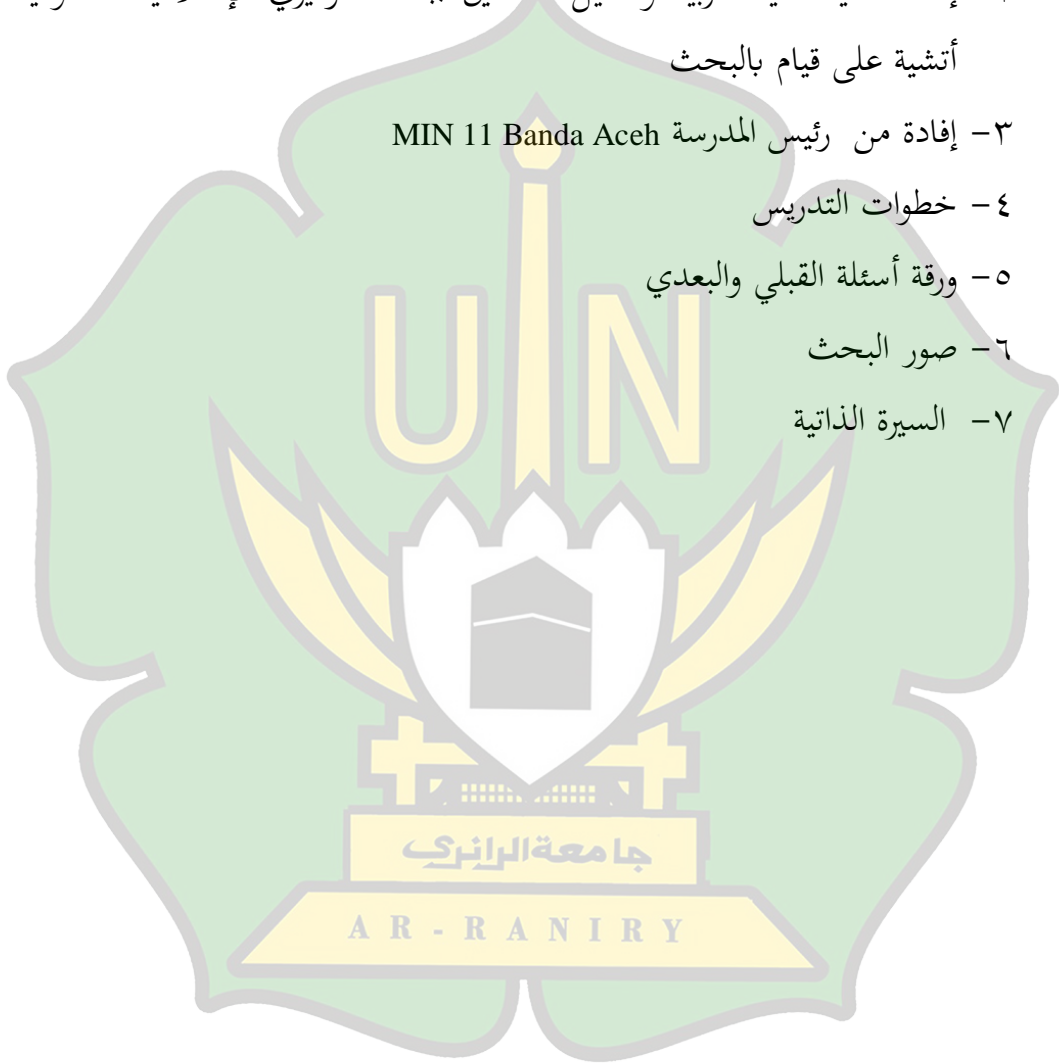 أتشية على قيام بالبحث
٣- إفادة من رئيس المدرسة MIN 11 Banda Aceh
٤- خطوات التدريس
٥- ورقة أسئلة القبلي والبعدي
٦- صور البحث
٧- السيرة الذاتية
UIN
جامعة الرانري
AR-RANIRY